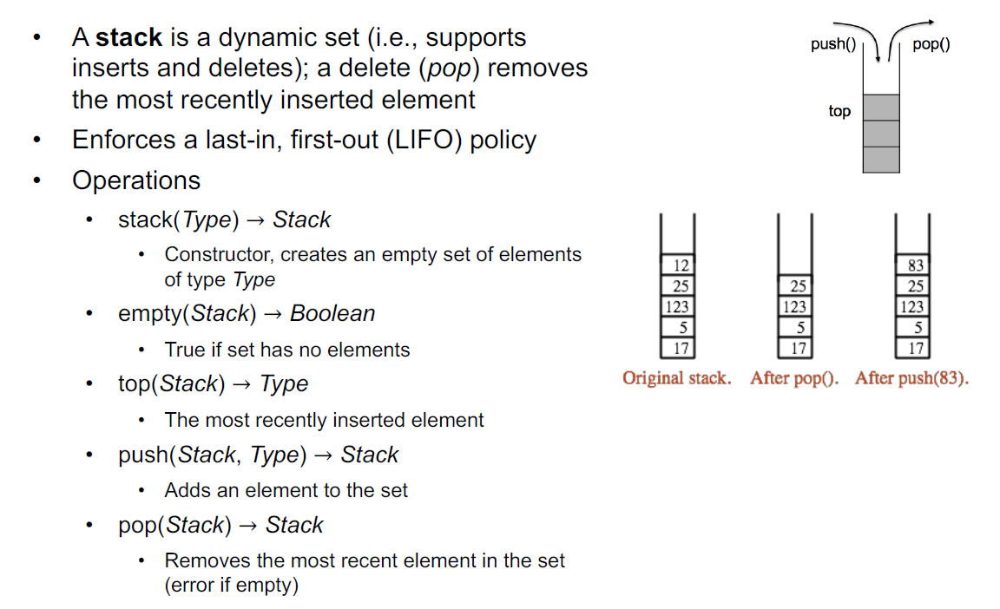 • A stack is a dynamic set (i.e., supports
inserts and deletes); a delete (pop) removes
the most recently inserted element
• Enforces a last-in, first-out (LIFO) policy
• Operations
• stack(Type) → Stack
• Constructor, creates an empty set of elements
of type Type
• empty(Stack) → Boolean
• True if set has no elements
• top(Stack) → Type
• The most recently inserted element
• push(Stack, Type) → Stack
• Adds an element to the set
• pop(Stack) → Stack
• Removes the most recent element in the set
(error if empty)
push() pop()
top
12
25
123
5
17
Original stack.
25
123
5
17
After pop().
83
25
123
5
17
After push(83).